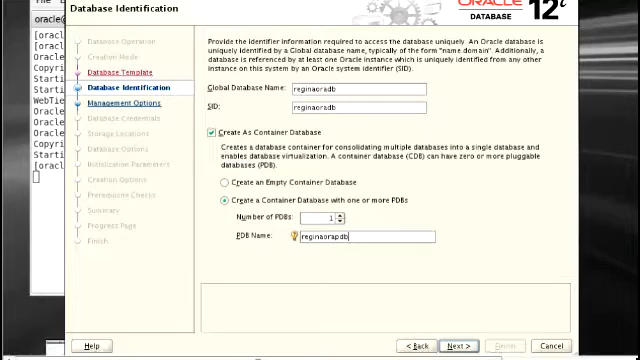 File Edit
Database Identification
ORACLE
DATABASE
12c
oracle@
[orac
[orac
Oracle
Copyri
Starti
Starti
WebTie
Oracle
Oracle
Oracle
Copyri
Starti
[orac
Database Operation
Creation Mode
Database Template
Database Identification
Management Options
Database Credentials
Storage Locations
Database Options
Initialization Parameters
Creation Options
Prerequisite Checks
Summary
Progress Page
Finish
Provide the identifier information required to access the database uniquely. An Oracle database is
uniquely identified by a Global database name, typically of the form "name.domain". Additionally, a
database is referenced by at least one Oracle instance which is uniquely identified from any other
instance on this system by an Oracle system identifier (SID).
Global Database Name: reginaoradb
SID: reginaoradb
Create As Container Database
Creates a database container for consolidating multiple databases into a single database and
enables database virtualization. A container database (CDB) can have zero or more pluggable
databases (PDB).
Create an Empty Container Database
Create a Container Database with one or more PDBs
Number of PDBs: 1
PDB Name: reginaorapdb
Help
< Back
Next >
Finish
Cancel